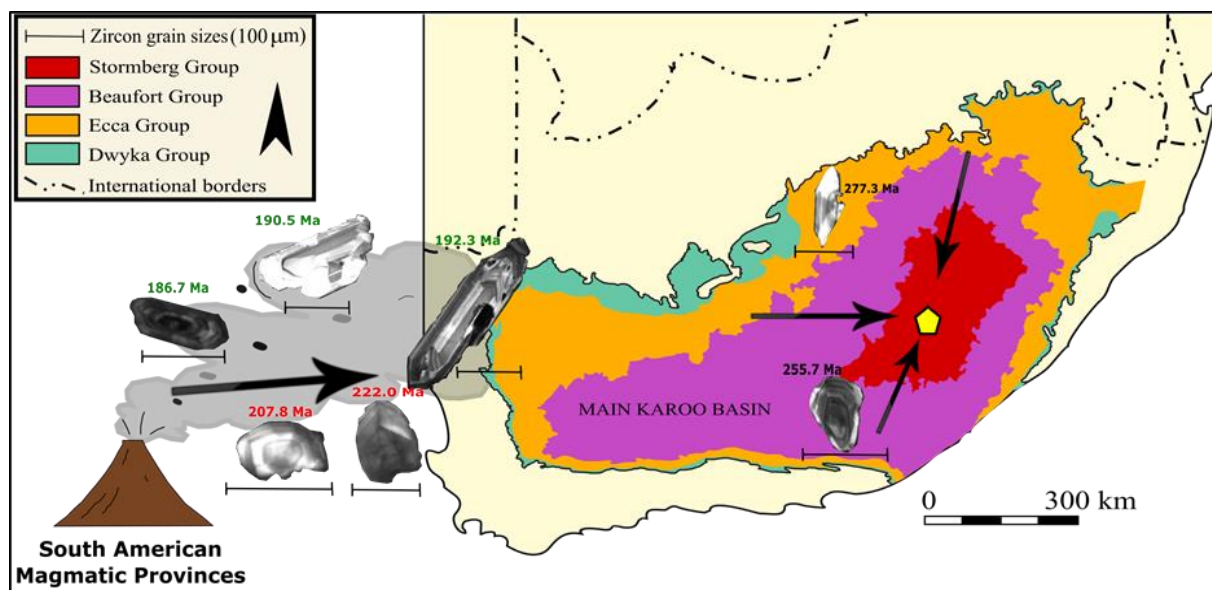 Zircon grain sizes (100 µm)
Stormberg Group
Beaufort Group
Ecca Group
Dwyka Group
International borders
190.5 Ma
192.3 Ma
277.3 Ma
186.7 Ma
222.0 Ma
207.8 Ma
255.7 Ma
MAIN KAROO BASIN
0 300 km
South American
Magmatic Provinces